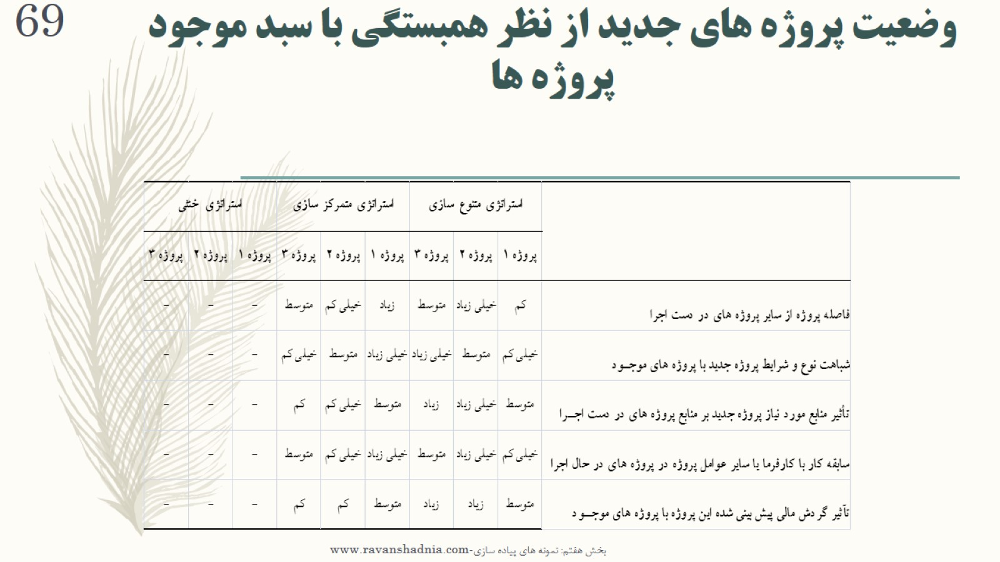 69
وضعیت پروژه های جدید از نظر همبستگی با سبد موجود
پروژه ها
استراتژی متنوع سازی استراتژی متمرکز سازی استراتژی خنثی
پروژه ۱ پروژه ۲ پروژه ۳ پروژه ۱ پروژه ۲ پروژه ۳ پروژه ۱ پروژه ۲ پروژه ۳
فاصله پروژه از سایر پروژه های در دست اجرا کم خیلی زیاد متوسط زیاد خیلی کم متوسط - - -
شباهت نوع و شرایط پروژه جدید با پروژه های موجـود خیلی کم متوسط خیلی زیاد خیلی زیاد متوسط خیلی کم - - -
تأثیر منابع مورد نیاز پروژه جدید بر منابع پروژه های در دست اجـرا متوسط خیلی زیاد زیاد متوسط خیلی کم کم - - -
سابقه کار با کارفرما یا سایر عوامل پروژه در پروژه های در حال اجرا خیلی کم خیلی زیاد متوسط خیلی زیاد خیلی کم متوسط - - -
تآثیر گردش مالی پیش بینی شده این پروژه با پروژه های موجـود متوسط زیاد زیاد متوسط کم کم - - -
بخش هفتم: نمونه های پیاده سازی-www.ravanshadnia.com